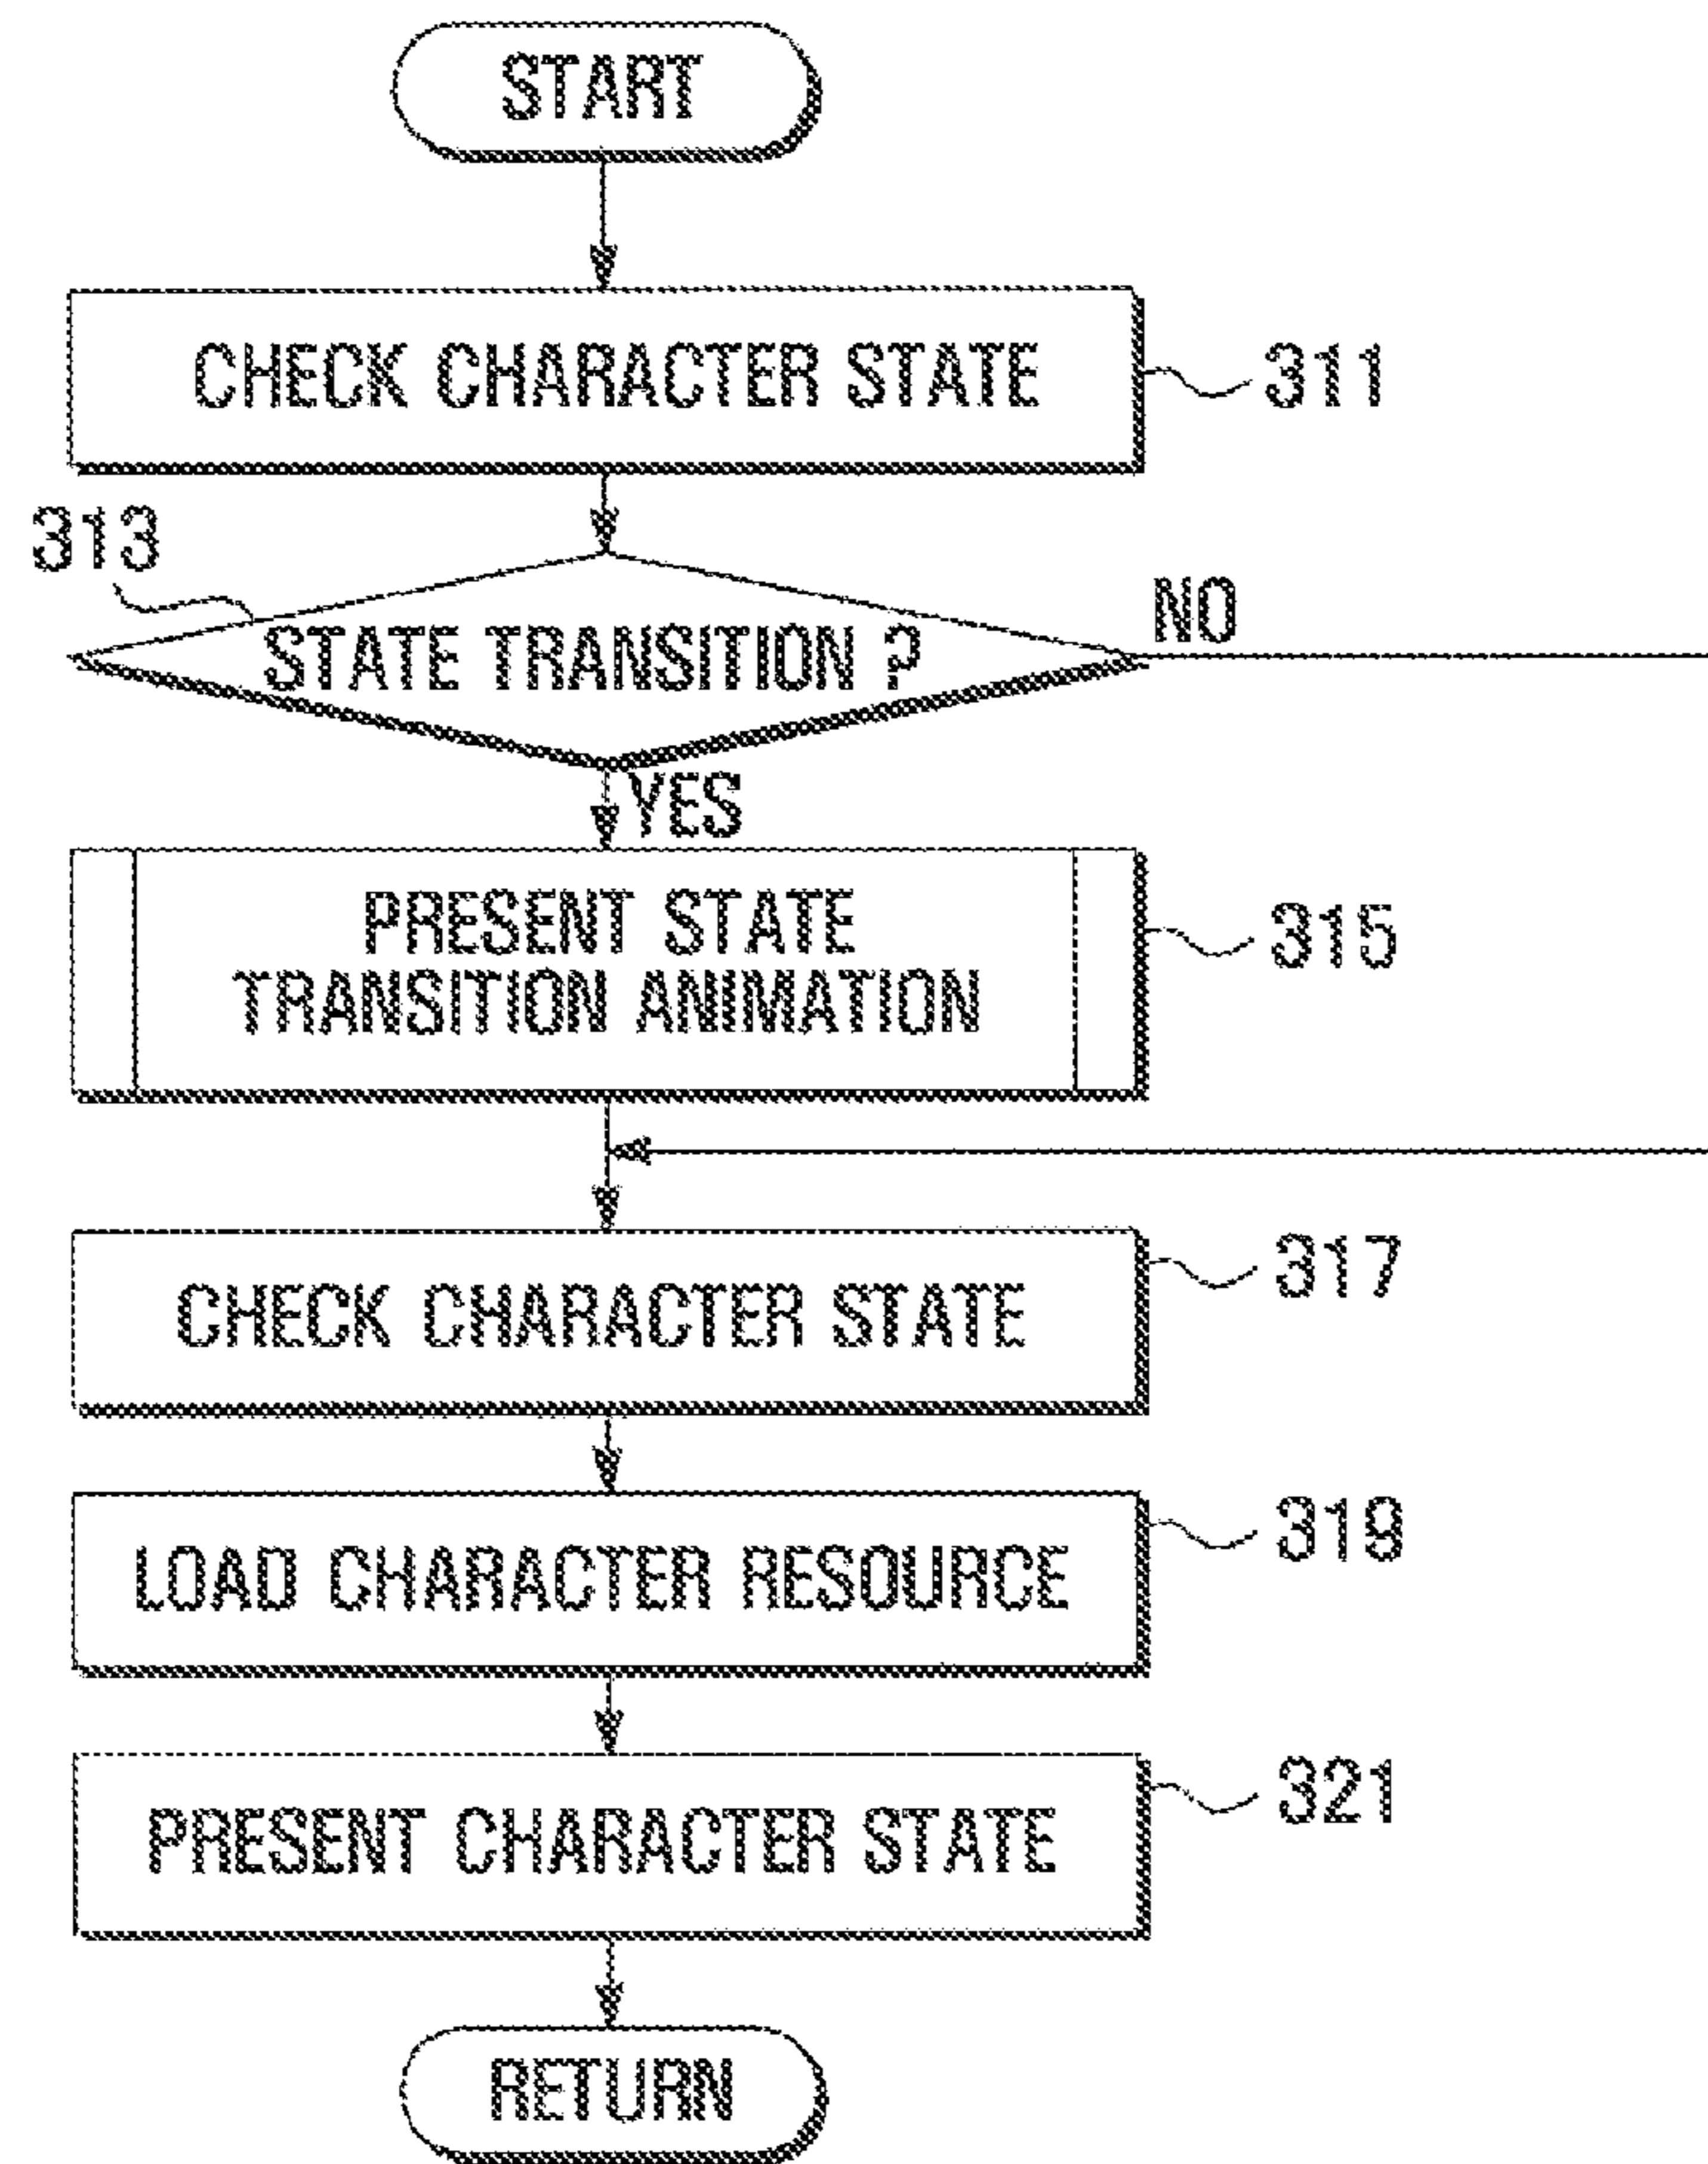 START
CHECK CHARACTER STATE
311
313
STATE TRANSITION ?
NO
YES
PRESENT STATE
TRANSITION ANIMATION
315
317
CHECK CHARACTER STATE
319
LOAD CHARACTER RESOURCE
321
PRESENT CHARACTER STATE
RETURN